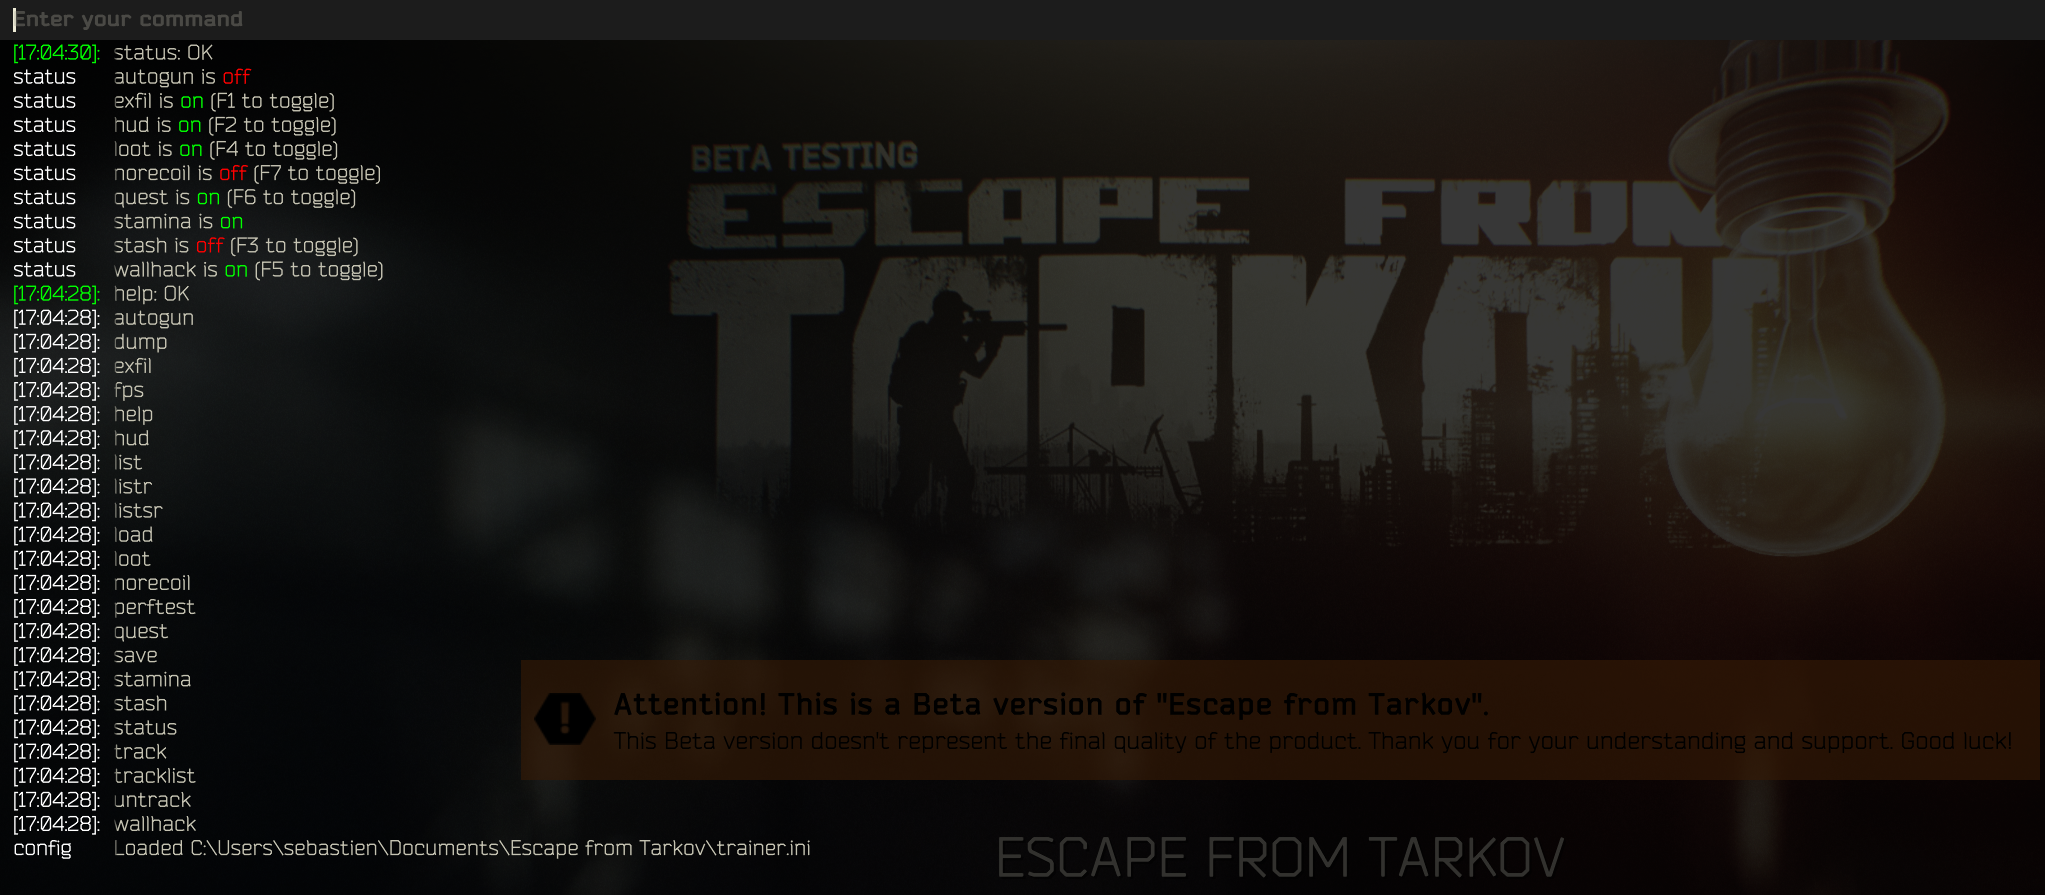 Enter your command
[17:04:30]: status: OK
status autogun is off
status exfil is on (F1 to toggle)
status hud is on (F2 to toggle)
status loot is on (F4 to toggle)
status norecoil is off (F7 to toggle)
status quest is on (F6 to toggle)
status stamina is on
status stash is off (F3 to toggle)
status wallhack is on (F5 to toggle)
[17:04:28]: help: OK
[17:04:28]: autogun
[17:04:28]: dump
[17:04:28]: exfil
[17:04:28]: fps
[17:04:28]: help
[17:04:28]: hud
[17:04:28]: list
[17:04:28]: listr
[17:04:28]: listsr
[17:04:28]: load
[17:04:28]: loot
[17:04:28]: norecoil
[17:04:28]: perftest
[17:04:28]: quest
[17:04:28]: save
[17:04:28]: stamina
[17:04:28]: stash
[17:04:28]: status
[17:04:28]: track
[17:04:28]: tracklist
[17:04:28]: untrack
[17:04:28]: wallhack
config Loaded C:\Users\sebastien\Documents\Escape from Tarkov\trainer.ini
BETA TESTING
ESCAPE FROM
TARKOV
Attention! This is a Beta version of "Escape from Tarkov".
This Beta version doesn't represent the final quality of the product. Thank you for your understanding and support. Good luck!
ESCAPE FROM TARKOV